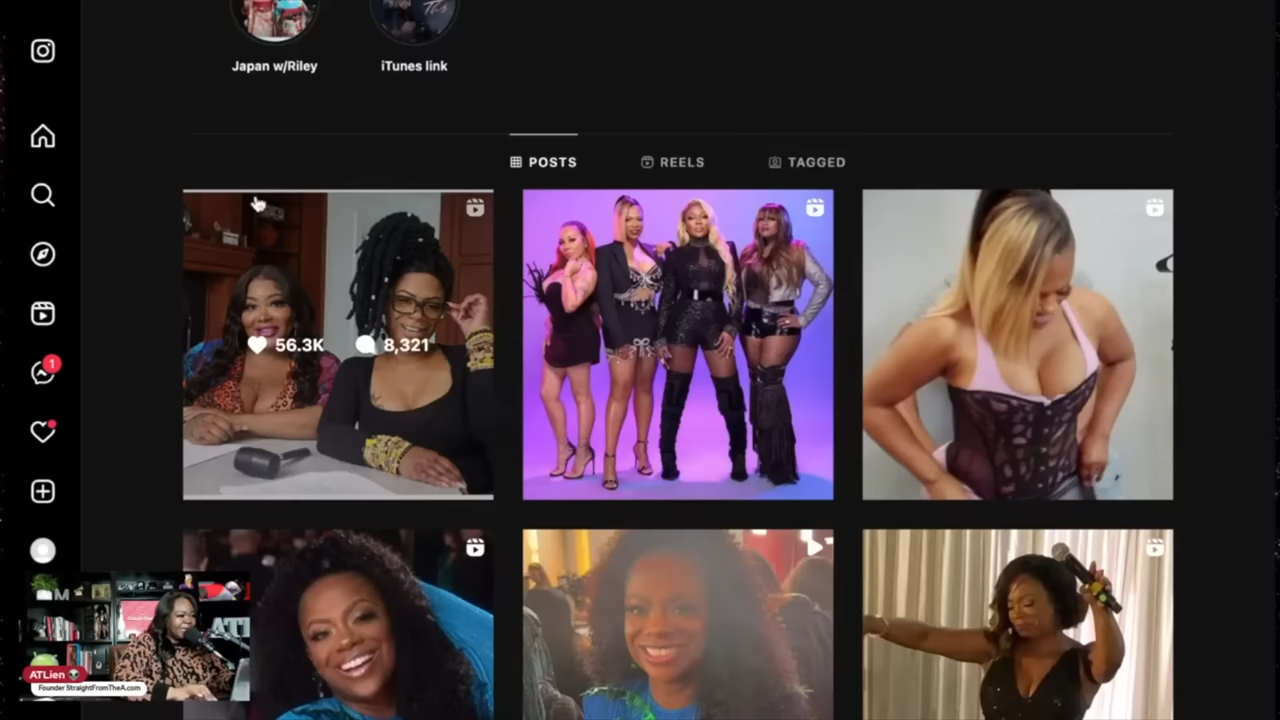 Japan w/Riley
iTunes link
POSTS
REELS
TAGGED
56.3K
8,321
1
ATLien
Founder StraightFromTheA.com